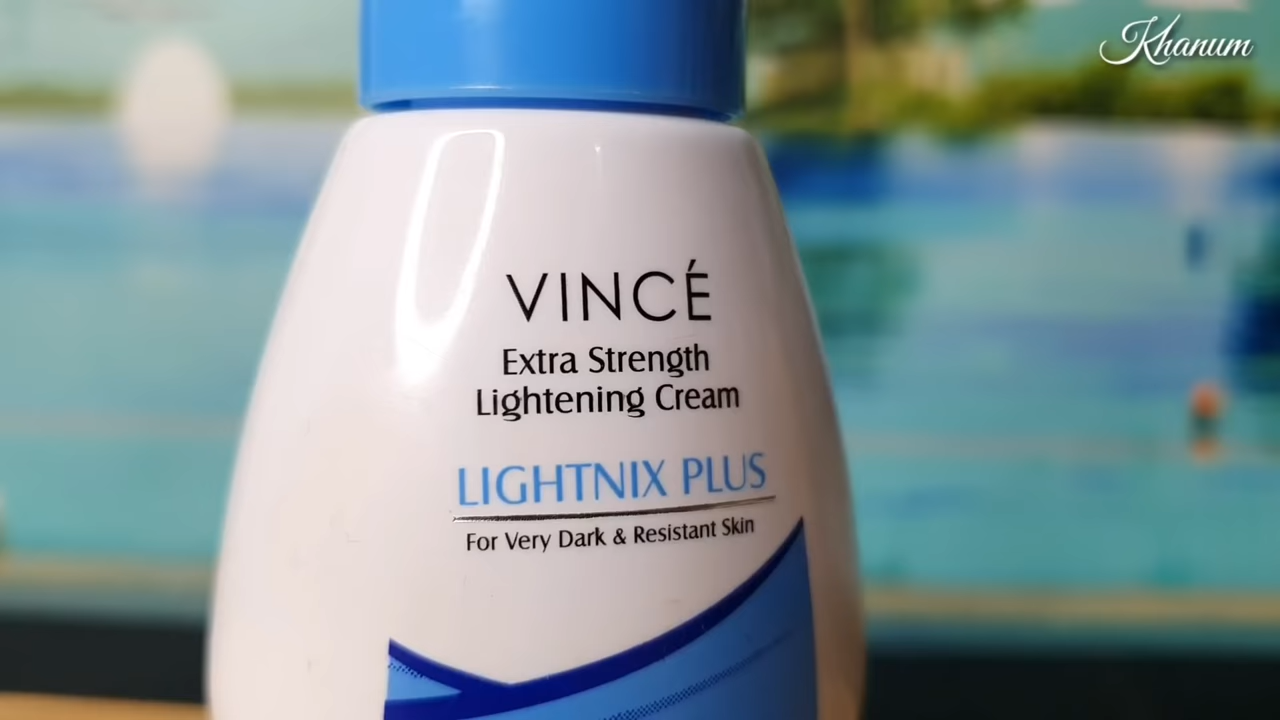 Khanum
VINCÉ
Extra Strength
Lightening Cream
LIGHTNIX PLUS
For Very Dark & Resistant Skin